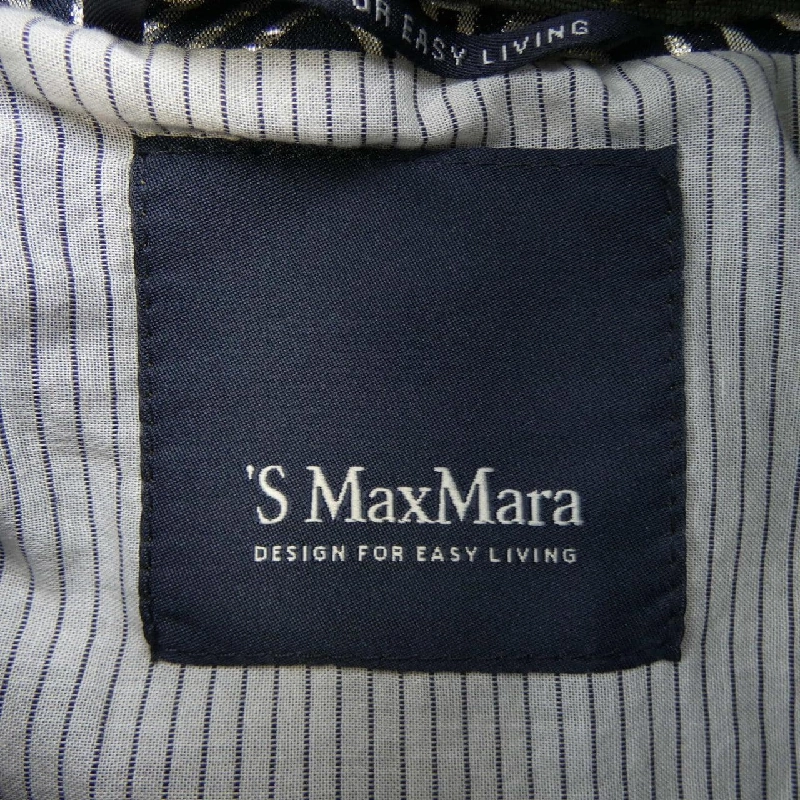 OR EASY LIVING
'S MaxMara
DESIGN FOR EASY LIVING